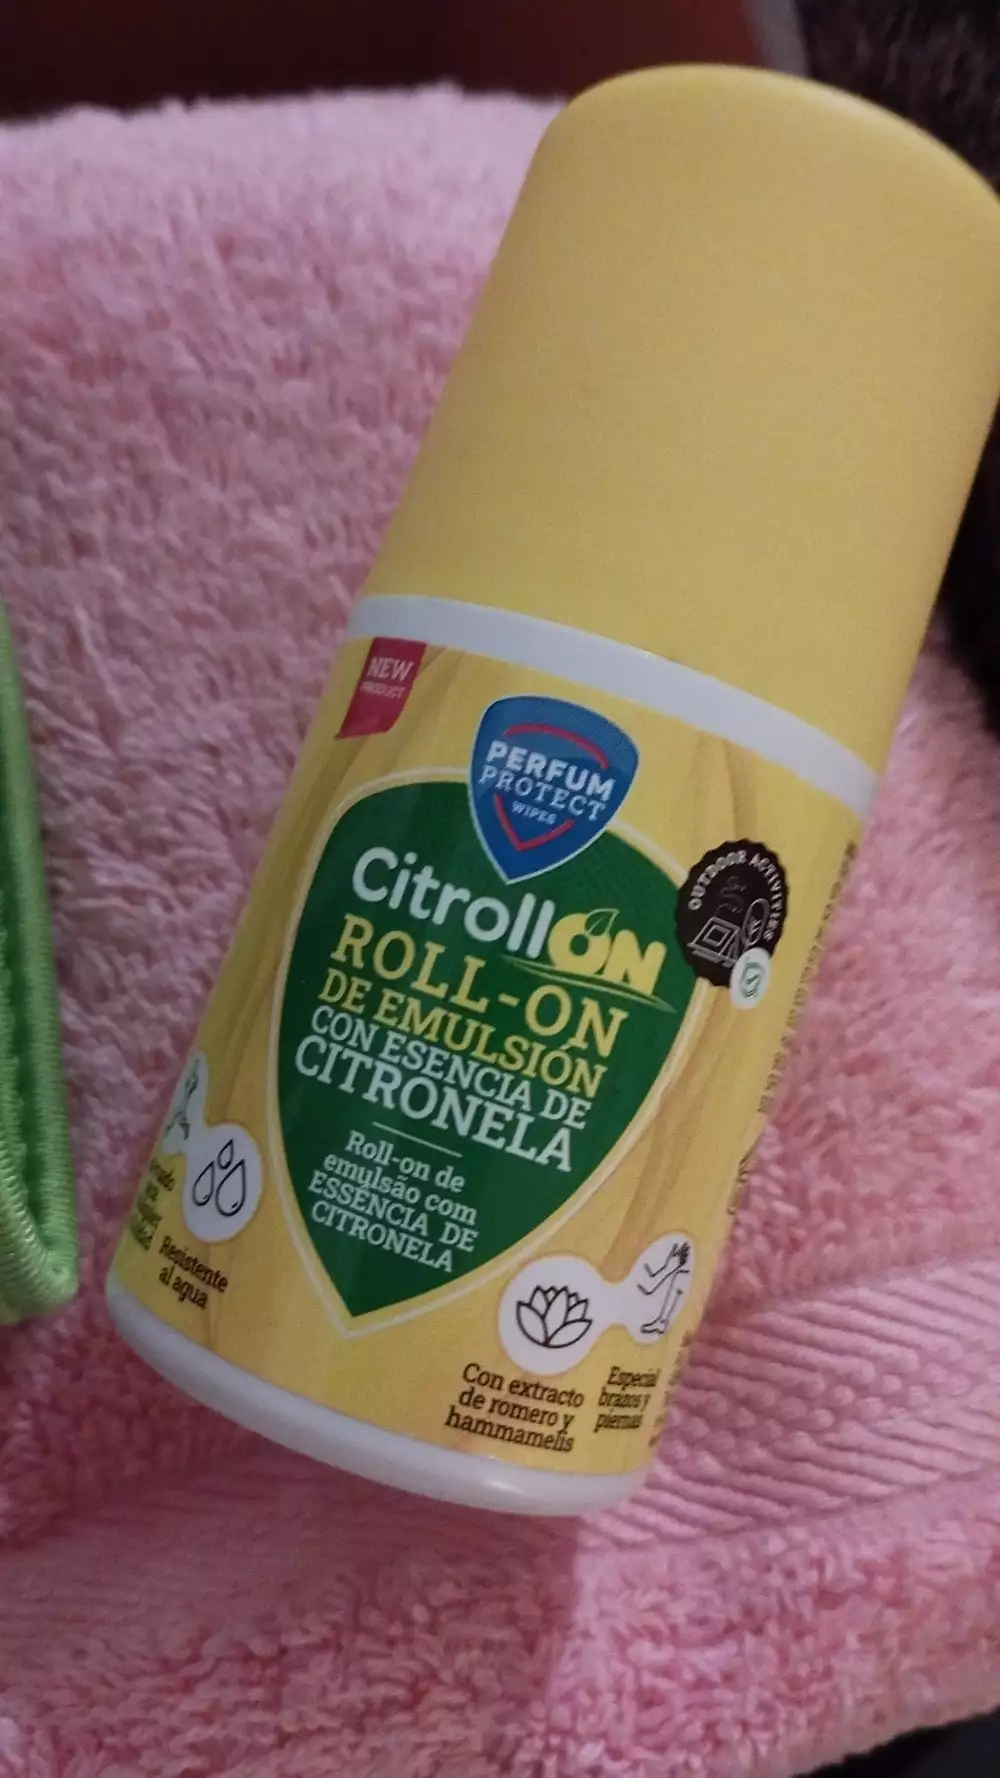 NEW
PRODUCT
PERFUM
PROTECT
WIPES
CitrollON
OUTDOOR ACTIVITIES
ROLL-ON
DE EMULSIÓN
CON ESENCIA DE
CITRONELA
Roll-on de
emulsão com
ESSÊNCIA DE
CITRONELA
Resistente
al agua
Con extracto
de romero y
hammamelis
Especial
brazos y
piernas